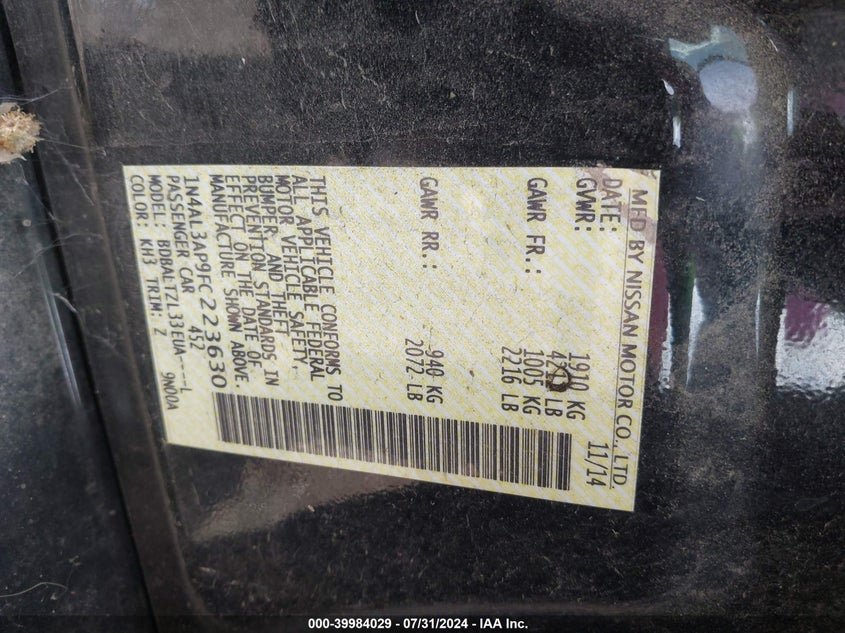 MFD BY NISSAN MOTOR CO., LTD.
DATE: 11/14
GVWR: 1910 KG
LB
GAWR FR.: 1005 KG
2216 LB
GAWR RR.: 940 KG
2072 LB
THIS VEHICLE CONFORMS TO
ALL APPLICABLE FEDERAL
MOTOR VEHICLE SAFETY,
BUMPER, AND THEFT
PREVENTION STANDARDS IN
EFFECT ON THE DATE OF
MANUFACTURE SHOWN ABOVE.
1N4AL3AP9FC223630
PASSENGER CAR 452 9N00A
MODEL: BDBALTZL33EUA----L
COLOR: KH3 TRIM: Z
000-39984029 - 07/31/2024 - IAA Inc.